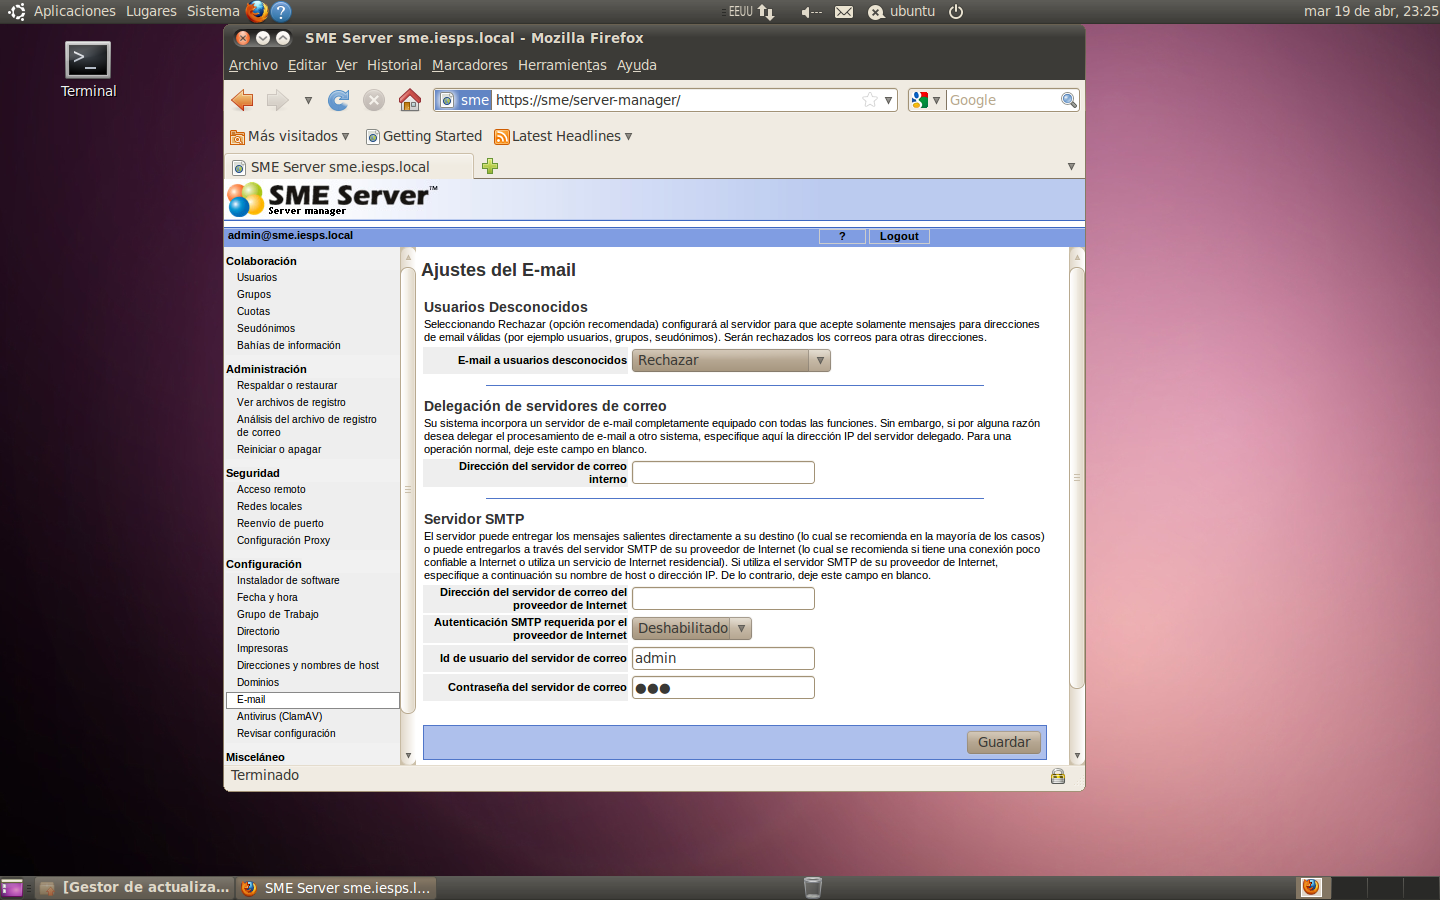 Aplicaciones Lugares Sistema
EEUU
ubuntu
mar 19 de abr, 23:25
Terminal
SME Server sme.iesps.local - Mozilla Firefox
Archivo Editar Ver Historial Marcadores Herramientas Ayuda
sme https://sme/server-manager/
Google
Más visitados Getting Started Latest Headlines
SME Server sme.iesps.local
SME Server™
Server manager
admin@sme.iesps.local
? Logout
Colaboración
Usuarios
Grupos
Cuotas
Seudónimos
Bahías de información
Administración
Respaldar o restaurar
Ver archivos de registro
Análisis del archivo de registro
de correo
Reiniciar o apagar
Seguridad
Acceso remoto
Redes locales
Reenvío de puerto
Configuración Proxy
Configuración
Instalador de software
Fecha y hora
Grupo de Trabajo
Directorio
Impresoras
Direcciones y nombres de host
Dominios
E-mail
Antivirus (ClamAV)
Revisar configuración
Misceláneo
Ajustes del E-mail
Usuarios Desconocidos
Seleccionando Rechazar (opción recomendada) configurará al servidor para que acepte solamente mensajes para direcciones
de email válidas (por ejemplo usuarios, grupos, seudónimos). Serán rechazados los correos para otras direcciones.
E-mail a usuarios desconocidos Rechazar
Delegación de servidores de correo
Su sistema incorpora un servidor de e-mail completamente equipado con todas las funciones. Sin embargo, si por alguna razón
desea delegar el procesamiento de e-mail a otro sistema, especifique aquí la dirección IP del servidor delegado. Para una
operación normal, deje este campo en blanco.
Dirección del servidor de correo
interno
Servidor SMTP
El servidor puede entregar los mensajes salientes directamente a su destino (lo cual se recomienda en la mayoría de los casos)
o puede entregarlos a través del servidor SMTP de su proveedor de Internet (lo cual se recomienda si tiene una conexión poco
confiable a Internet o utiliza un servicio de Internet residencial). Si utiliza el servidor SMTP de su proveedor de Internet,
especifique a continuación su nombre de host o dirección IP. De lo contrario, deje este campo en blanco.
Dirección del servidor de correo del
proveedor de Internet
Autenticación SMTP requerida por el
proveedor de Internet
Deshabilitado
Id de usuario del servidor de correo admin
Contraseña del servidor de correo ●●●
Guardar
Terminado
[Gestor de actualiza...
SME Server sme.iesps.l...